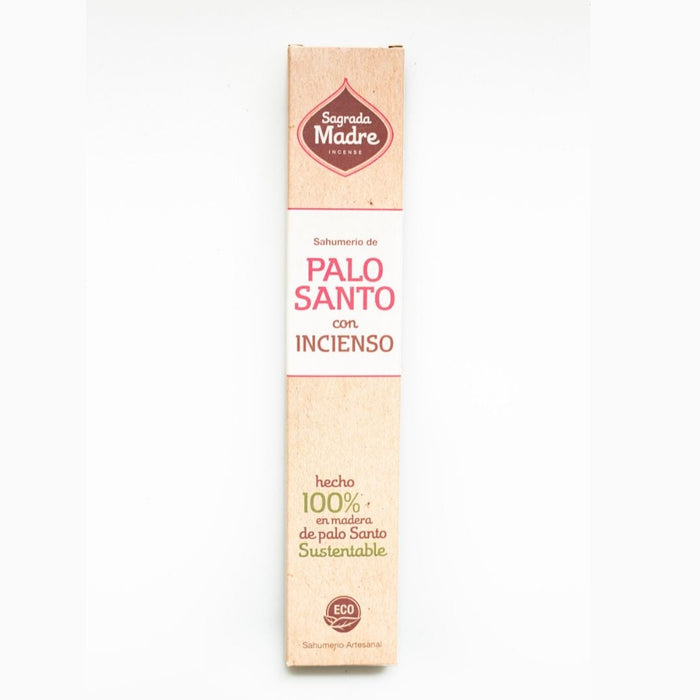 Sagrada
Madre
INCENSE
Sahumerio de
PALO
SANTO
con
INCIENSO
hecho
100%
en madera
de palo Santo
Sustentable
ECO
Sahumerio Artesanal